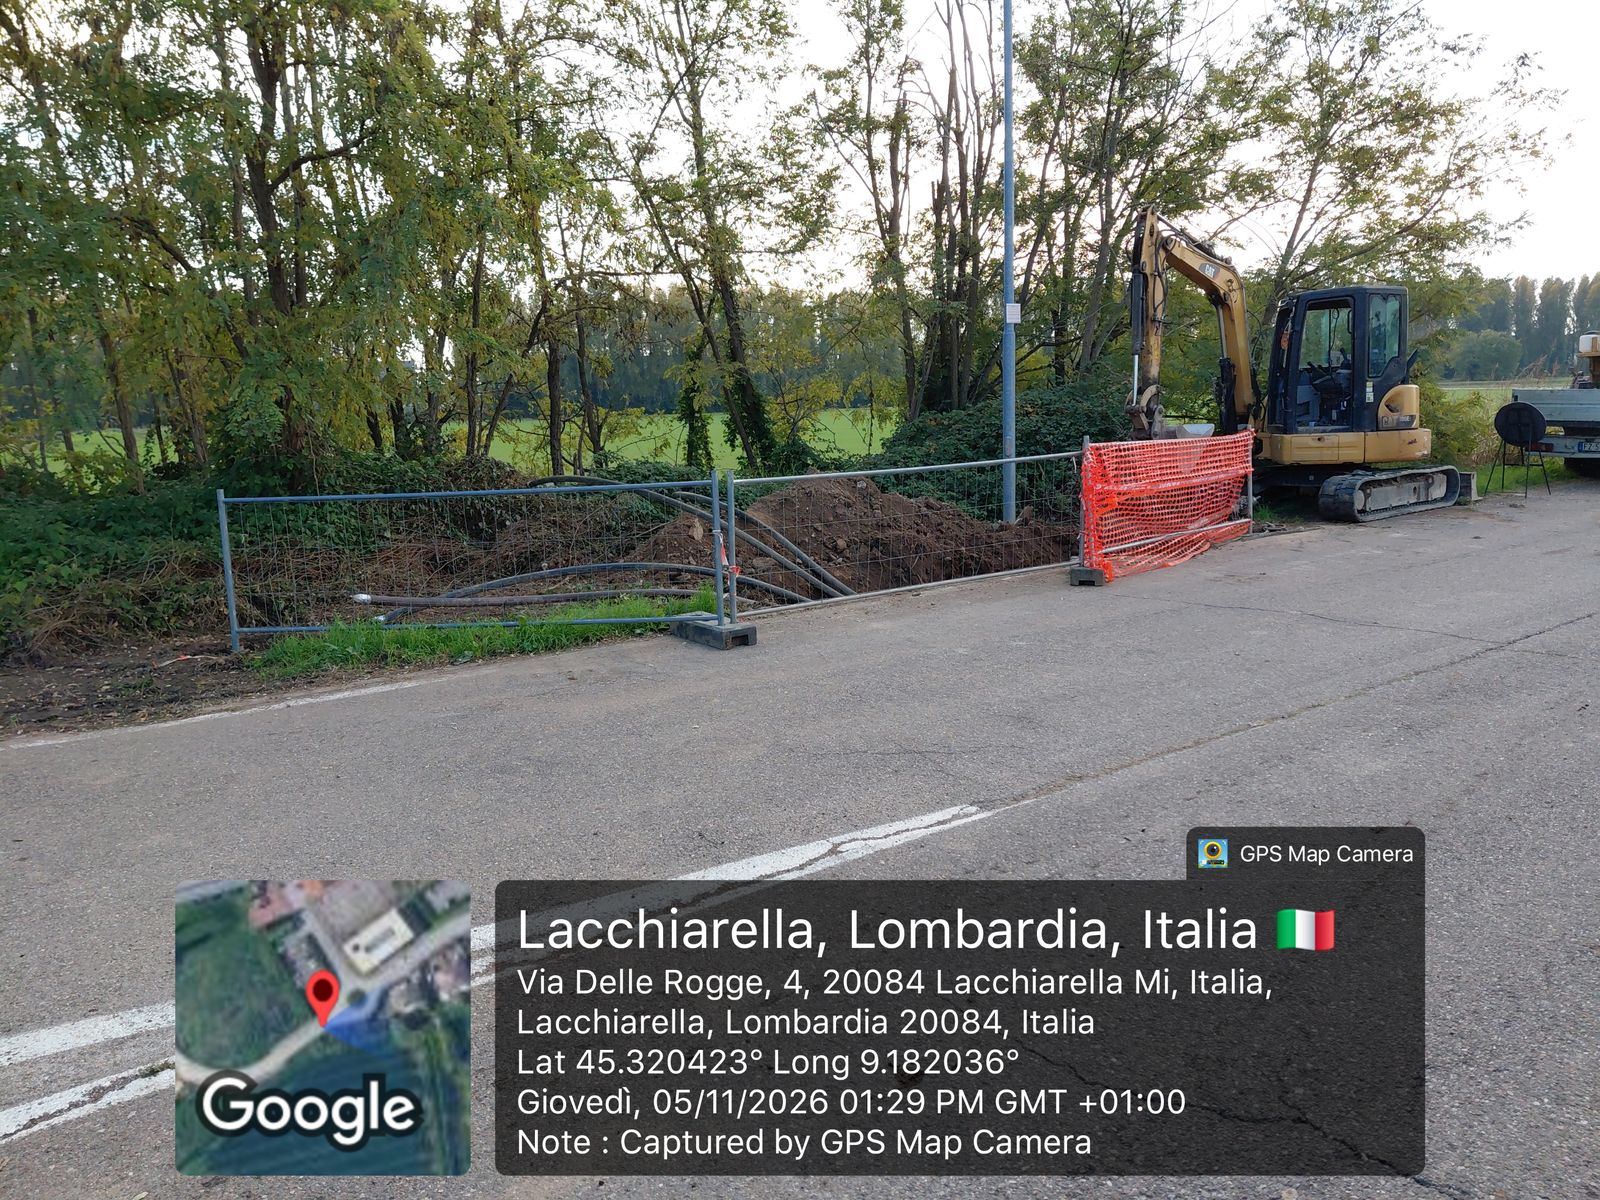 CAT
GPS Map Camera
Lacchiarella, Lombardia, Italia
Via Delle Rogge, 4, 20084 Lacchiarella Mi, Italia,
Lacchiarella, Lombardia 20084, Italia
Lat 45.320423° Long 9.182036°
Giovedì, 05/11/2026 01:29 PM GMT +01:00
Note : Captured by GPS Map Camera
Google